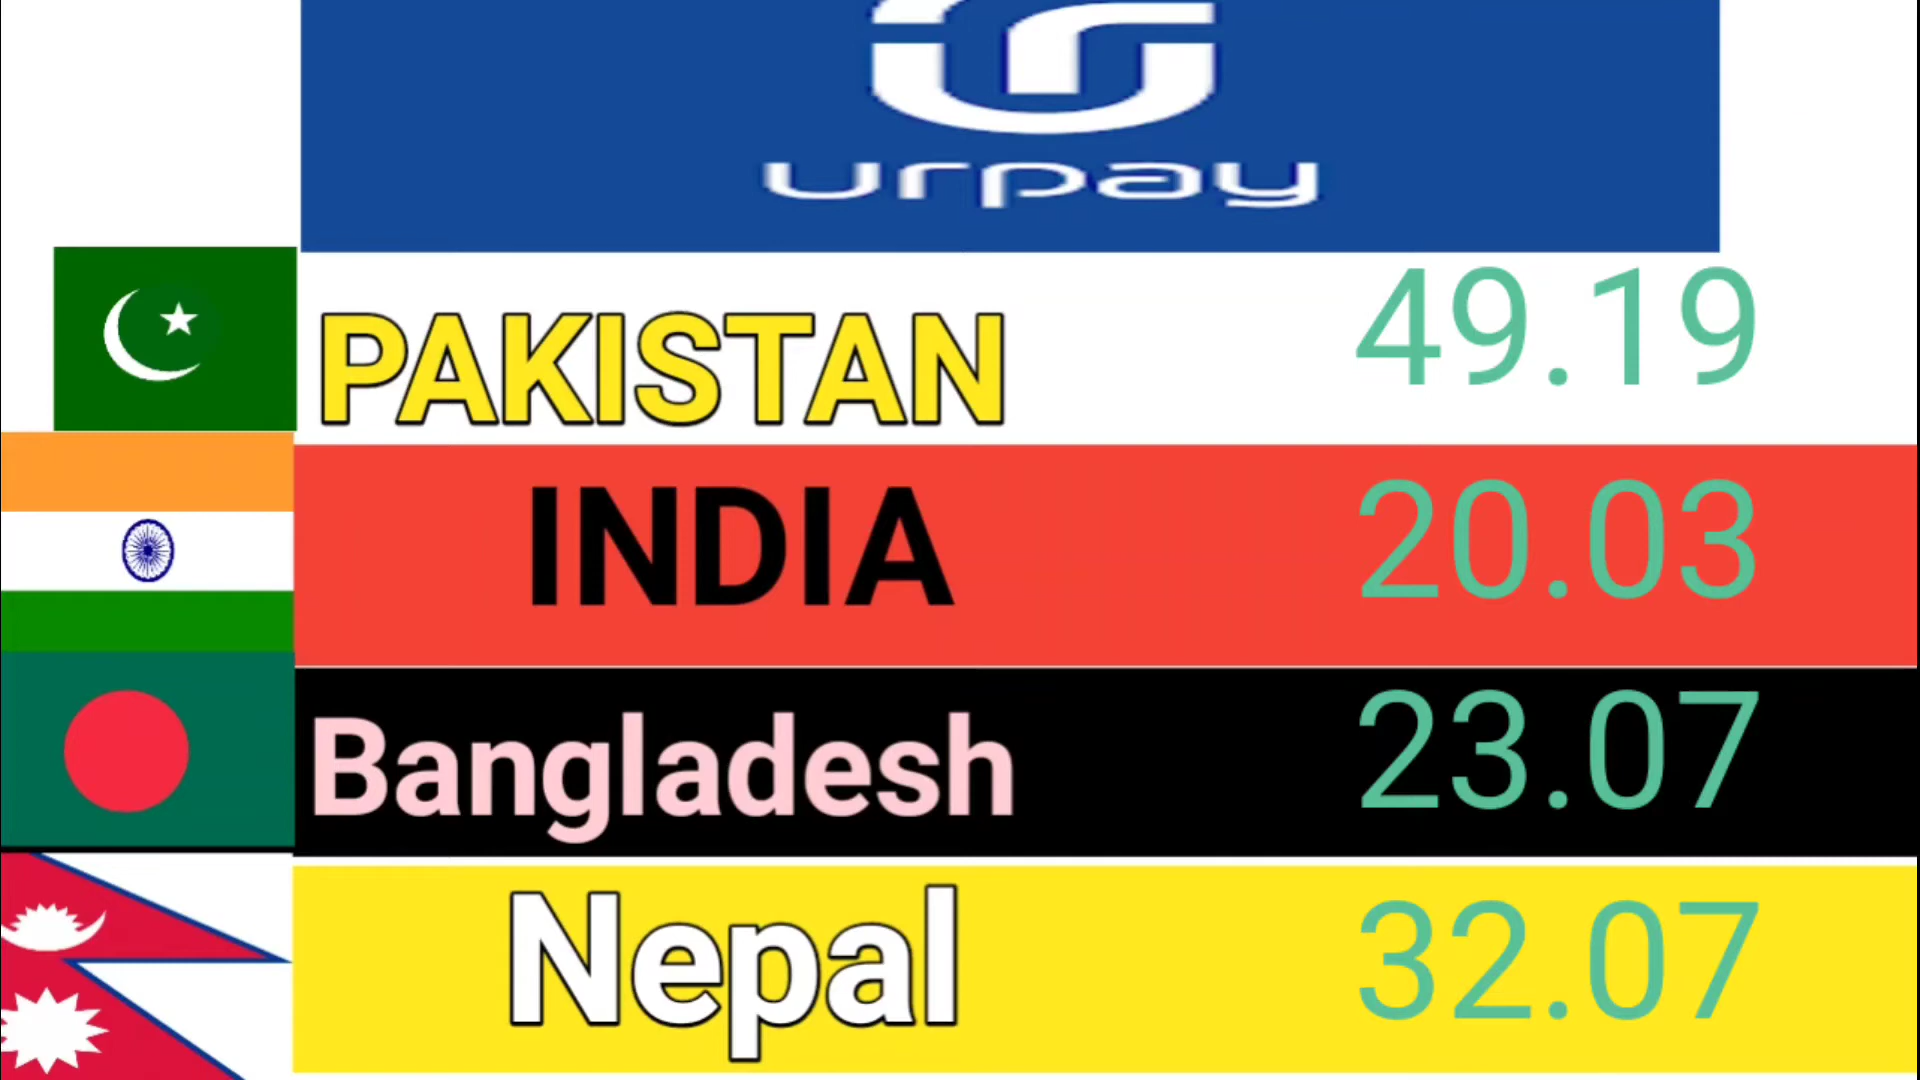 urpay
PAKISTAN 49.19
INDIA 20.03
Bangladesh 23.07
Nepal 32.07